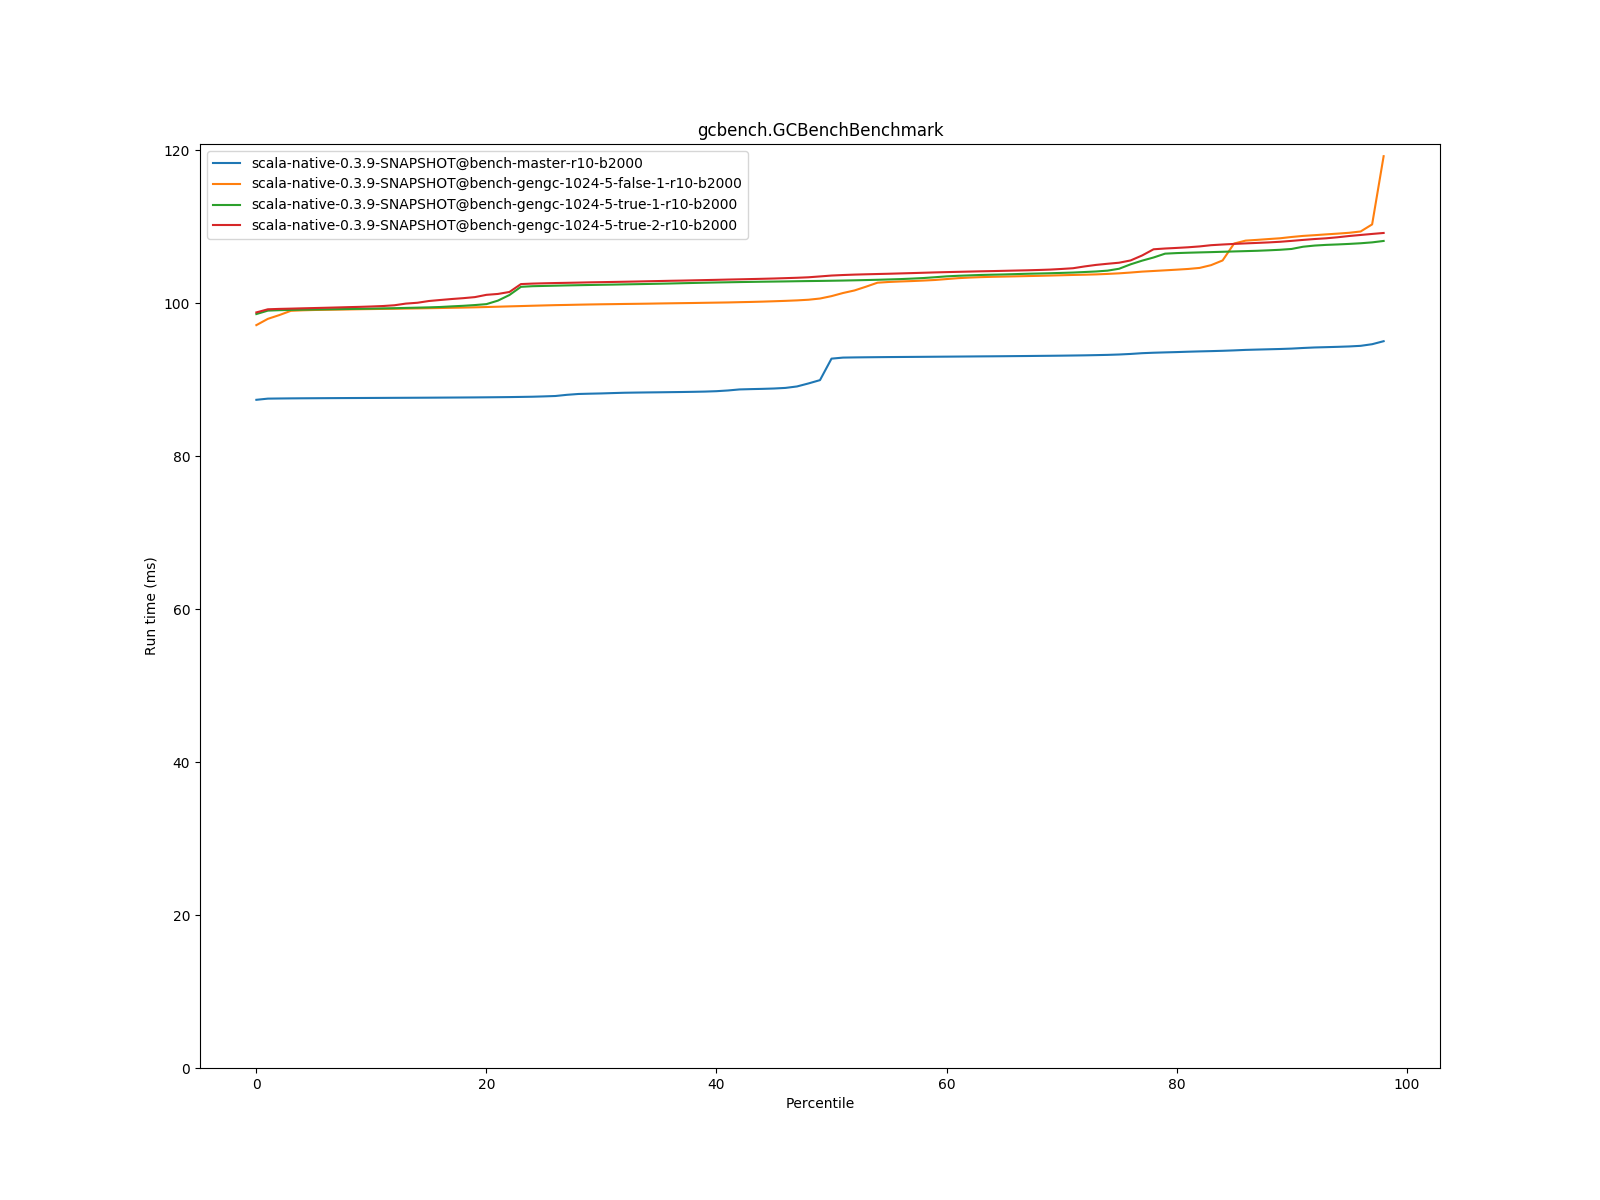 gcbench.GCBenchBenchmark
scala-native-0.3.9-SNAPSHOT@bench-master-r10-b2000
scala-native-0.3.9-SNAPSHOT@bench-gengc-1024-5-false-1-r10-b2000
scala-native-0.3.9-SNAPSHOT@bench-gengc-1024-5-true-1-r10-b2000
scala-native-0.3.9-SNAPSHOT@bench-gengc-1024-5-true-2-r10-b2000
120
100
80
60
40
20
0
Run time (ms)
0 20 40 60 80 100
Percentile